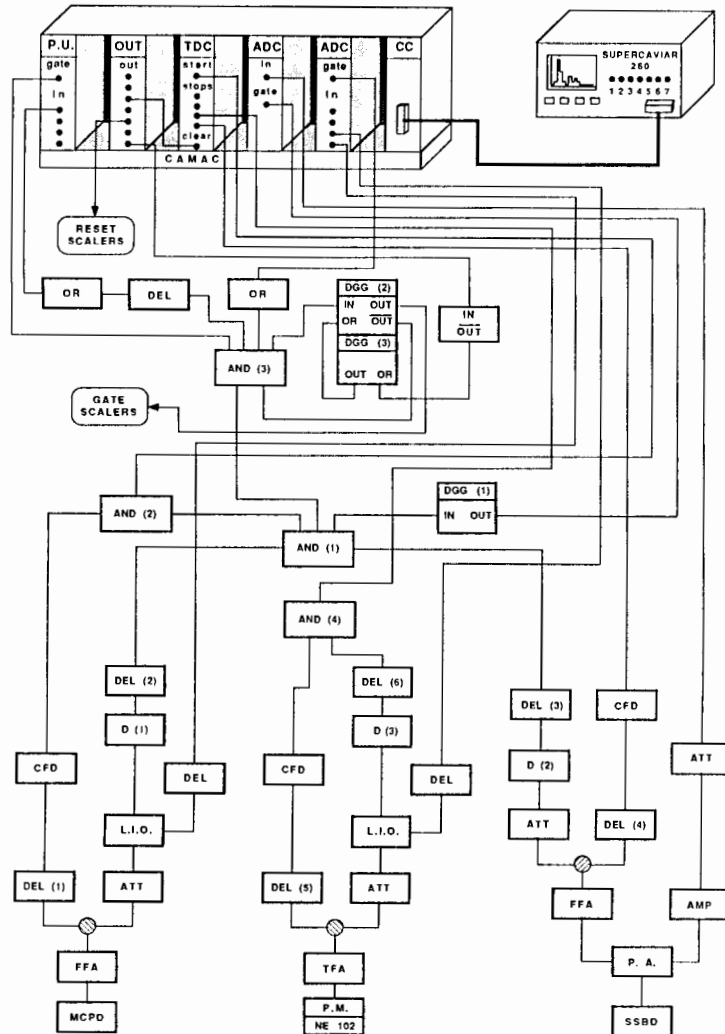 P.U. OUT TDC ADC ADC CC
gate out start In gate
stops
In gate In
clear
CAMAC
SUPERCAVIAR
260
1 2 3 4 5 6 7
RESET
SCALERS
OR DEL OR
DGG (2)
IN OUT
OR OUT
DGG (3)
OUT OR
IN
OUT
AND (3)
GATE
SCALERS
DGG (1)
IN OUT
AND (2)
AND (1)
AND (4)
DEL (2) DEL (6)
DEL (3) CFD
D (1) D (3)
CFD DEL CFD DEL D (2) ATT
L.I.O. L.I.O. ATT DEL (4)
DEL (1) ATT DEL (5) ATT
FFA AMP
FFA TFA P. A.
MCPD P.M. SSBD
NE 102